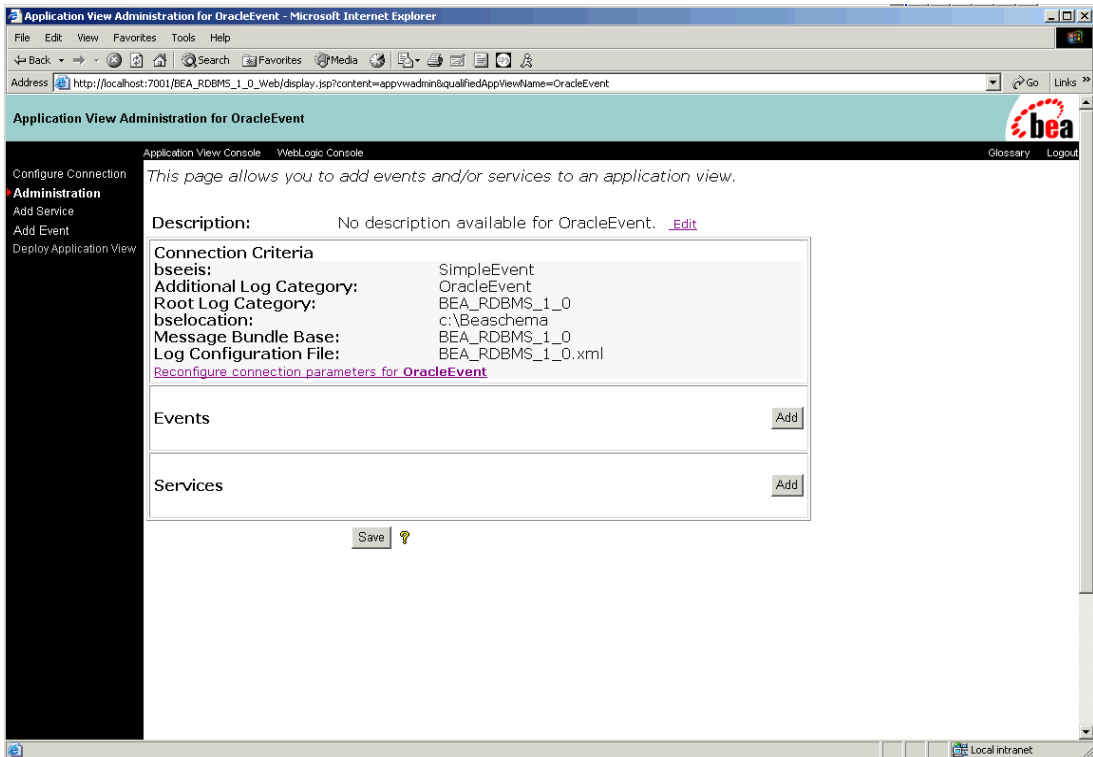 Application View Administration for OracleEvent - Microsoft Internet Explorer
File Edit View Favorites Tools Help
Back Search Favorites Media
Address http://localhost:7001/BEA_RDBMS_1_0_Web/display.jsp?content=appvwadmin&qualifiedAppViewName=OracleEvent Go Links »
Application View Administration for OracleEvent
bea
Application View Console WebLogic Console Glossary Logout
Configure Connection
Administration
Add Service
Add Event
Deploy Application View
This page allows you to add events and/or services to an application view.
Description: No description available for OracleEvent. Edit
Connection Criteria
bseeis: SimpleEvent
Additional Log Category: OracleEvent
Root Log Category: BEA_RDBMS_1_0
bselocation: c:\Beaschema
Message Bundle Base: BEA_RDBMS_1_0
Log Configuration File: BEA_RDBMS_1_0.xml
Reconfigure connection parameters for OracleEvent
Events Add
Services Add
Save ?
Local intranet